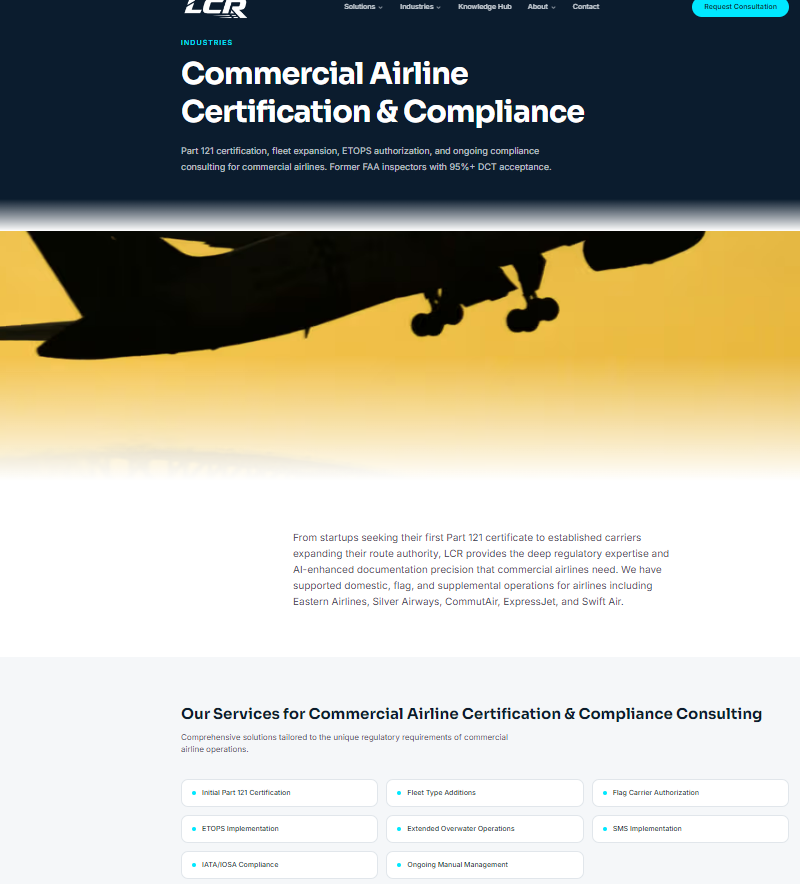 LCR
Solutions
Industries
Knowledge Hub
About
Contact
Request Consultation
INDUSTRIES
Commercial Airline
Certification & Compliance
Part 121 certification, fleet expansion, ETOPS authorization, and ongoing compliance
consulting for commercial airlines. Former FAA inspectors with 95%+ DCT acceptance.
From startups seeking their first Part 121 certificate to established carriers
expanding their route authority, LCR provides the deep regulatory expertise and
AI-enhanced documentation precision that commercial airlines need. We have
supported domestic, flag, and supplemental operations for airlines including
Eastern Airlines, Silver Airways, CommutAir, ExpressJet, and Swift Air.
Our Services for Commercial Airline Certification & Compliance Consulting
Comprehensive solutions tailored to the unique regulatory requirements of commercial
airline operations.
Initial Part 121 Certification
Fleet Type Additions
Flag Carrier Authorization
ETOPS Implementation
Extended Overwater Operations
SMS Implementation
IATA/IOSA Compliance
Ongoing Manual Management